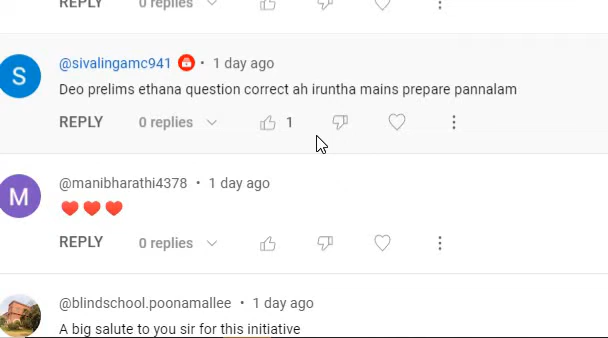 REPLY 0 replies
@sivalingamc941 • 1 day ago
S
Deo prelims ethana question correct ah iruntha mains prepare pannalam
REPLY 0 replies 1
@manibharathi4378 • 1 day ago
M
REPLY 0 replies
@blindschool.poonamallee • 1 day ago
A big salute to you sir for this initiative